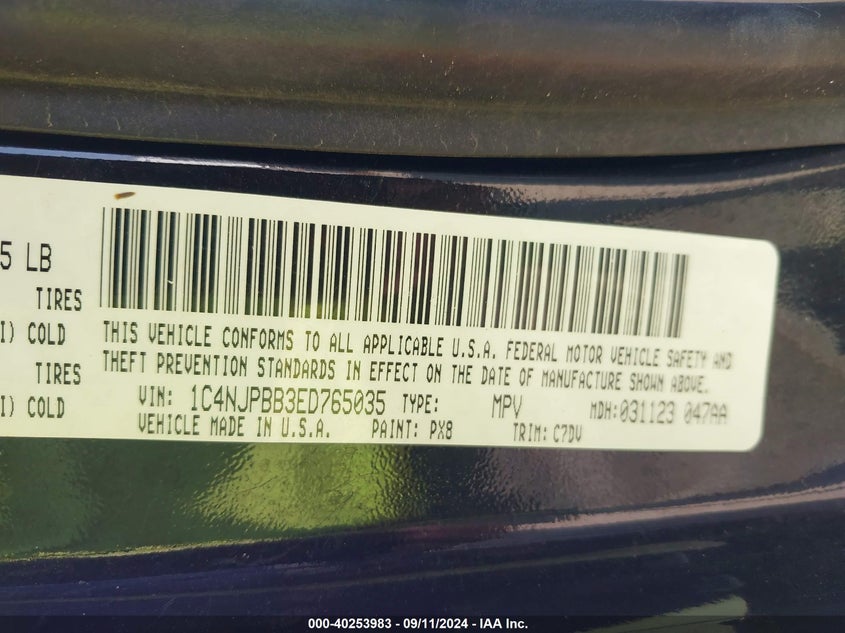 5 LB
TIRES
I) COLD
TIRES
I) COLD
THIS VEHICLE CONFORMS TO ALL APPLICABLE U.S.A. FEDERAL MOTOR VEHICLE SAFETY AND
THEFT PREVENTION STANDARDS IN EFFECT ON THE DATE OF MANUFACTURE SHOWN ABOVE.
VIN: 1C4NJPBB3ED765035 TYPE: MPV MDH:031123 047AA
VEHICLE MADE IN U.S.A. PAINT: PX8 TRIM: C7DV
000-40253983 - 09/11/2024 - IAA Inc.